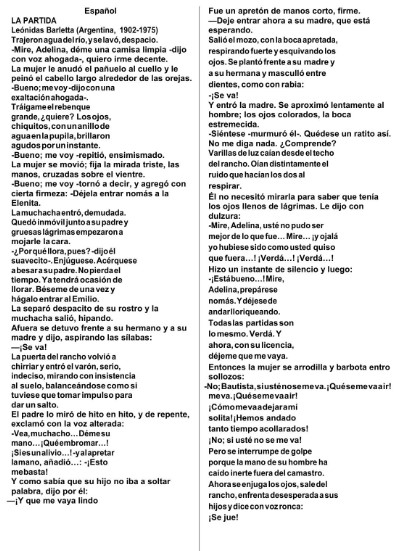 Español
LA PARTIDA
Leónidas Barletta (Argentina, 1902-1975)
Trajeron agua del río, y se lavó, despacio.
-Mire, Adelina, déme una camisa limpia -dijo
con voz ahogada-, quiero irme decente.
La mujer le anudó el pañuelo al cuello y le
peinó el cabello largo alrededor de las orejas.
-Bueno; me voy -dijo con una
exaltación ahogada-.
Tráigame el rebenque
grande, ¿quiere? Los ojos,
chiquitos, con un anillo de
agua en la pupila, brillaron
agudos por un instante.
-Bueno; me voy -repitió, ensimismado.
La mujer se movió; fija la mirada triste, las
manos, cruzadas sobre el vientre.
-Bueno; me voy -tornó a decir, y agregó con
cierta firmeza: -Déjela entrar nomás a la
Elenita.
La muchacha entró, demudada.
Quedó inmóvil junto a su padre y
gruesas lágrimas empezaron a
mojarle la cara.
-¿Por qué llora, pues? -dijo él
suavecito-. Enjúguese. Acérquese
a besar a su padre. No pierda el
tiempo. Ya tendrá ocasión de
llorar. Béseme de una vez y
hágalo entrar al Emilio.
La separó despacito de su rostro y la
muchacha salió, hipando.
Afuera se detuvo frente a su hermano y a su
madre y dijo, aspirando las sílabas:
—¡Se va!
La puerta del rancho volvió a
chirriar y entró el varón, serio,
indeciso, mirando con insistencia
al suelo, balanceándose como si
tuviese que tomar impulso para
dar un salto.
El padre lo miró de hito en hito, y de repente,
exclamó con la voz alterada:
-Vea, muchacho... Déme su
mano... ¡Qué embromar...!
¡Si es un alivio...! -y al apretar
la mano, añadió...: -¡Esto
me basta!
Y como sabía que su hijo no iba a soltar
palabra, dijo por él:
—¡Y que me vaya lindo
Fue un apretón de manos corto, firme.
—Deje entrar ahora a su madre, que está
esperando.
Salió el mozo, con la boca apretada,
respirando fuerte y esquivando los
ojos. Se plantó frente a su madre y
a su hermana y masculló entre
dientes, como con rabia:
-¡Se va!
Y entró la madre. Se aproximó lentamente al
hombre; los ojos colorados, la boca
estremecida.
-Siéntese -murmuró él-. Quédese un ratito así.
No me diga nada. ¿Comprende?
Varillas de luz caían desde el techo
del rancho. Oían distintamente el
ruido que hacían los dos al
respirar.
Él no necesitó mirarla para saber que tenía
los ojos llenos de lágrimas. Le dijo con
dulzura:
-Mire, Adelina, usté no pudo ser
mejor de lo que fue... Mire... ¡y ojalá
yo hubiese sido como usted quiso
que fuera...! ¡Verdá...! ¡Verdá...!
Hizo un instante de silencio y luego:
-¡Está bueno...! Mire,
Adelina, prepárese
nomás. Y déjese de
andar lloriqueando.
Todas las partidas son
lo mesmo. Verdá. Y
ahora, con su licencia,
déjeme que me vaya.
Entonces la mujer se arrodilla y barbota entro
sollozos:
-No; Bautista, si usté no se me va. ¡Qué se me va a ir!
me va. ¡Qué se me va a ir!
¡Cómo me va a dejar a mí
solita! ¡Hemos andado
tanto tiempo acollarados!
¡No; si usté no se me va!
Pero se interrumpe de golpe
porque la mano de su hombre ha
caído inerte fuera del camastro.
Ahora se enjuga los ojos, sale del
rancho, enfrenta desesperada a sus
hijos y dice con voz ronca:
¡Se jue!